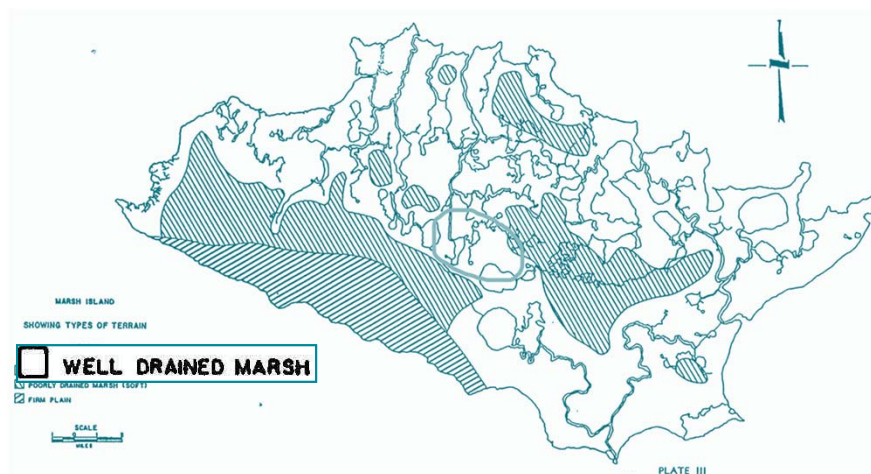 MARSH ISLAND
SHOWING TYPES OF TERRAIN
WELL DRAINED MARSH
POORLY DRAINED MARSH (SOFT)
FIRM PLAIN
SCALE
MILES
PLATE III
N